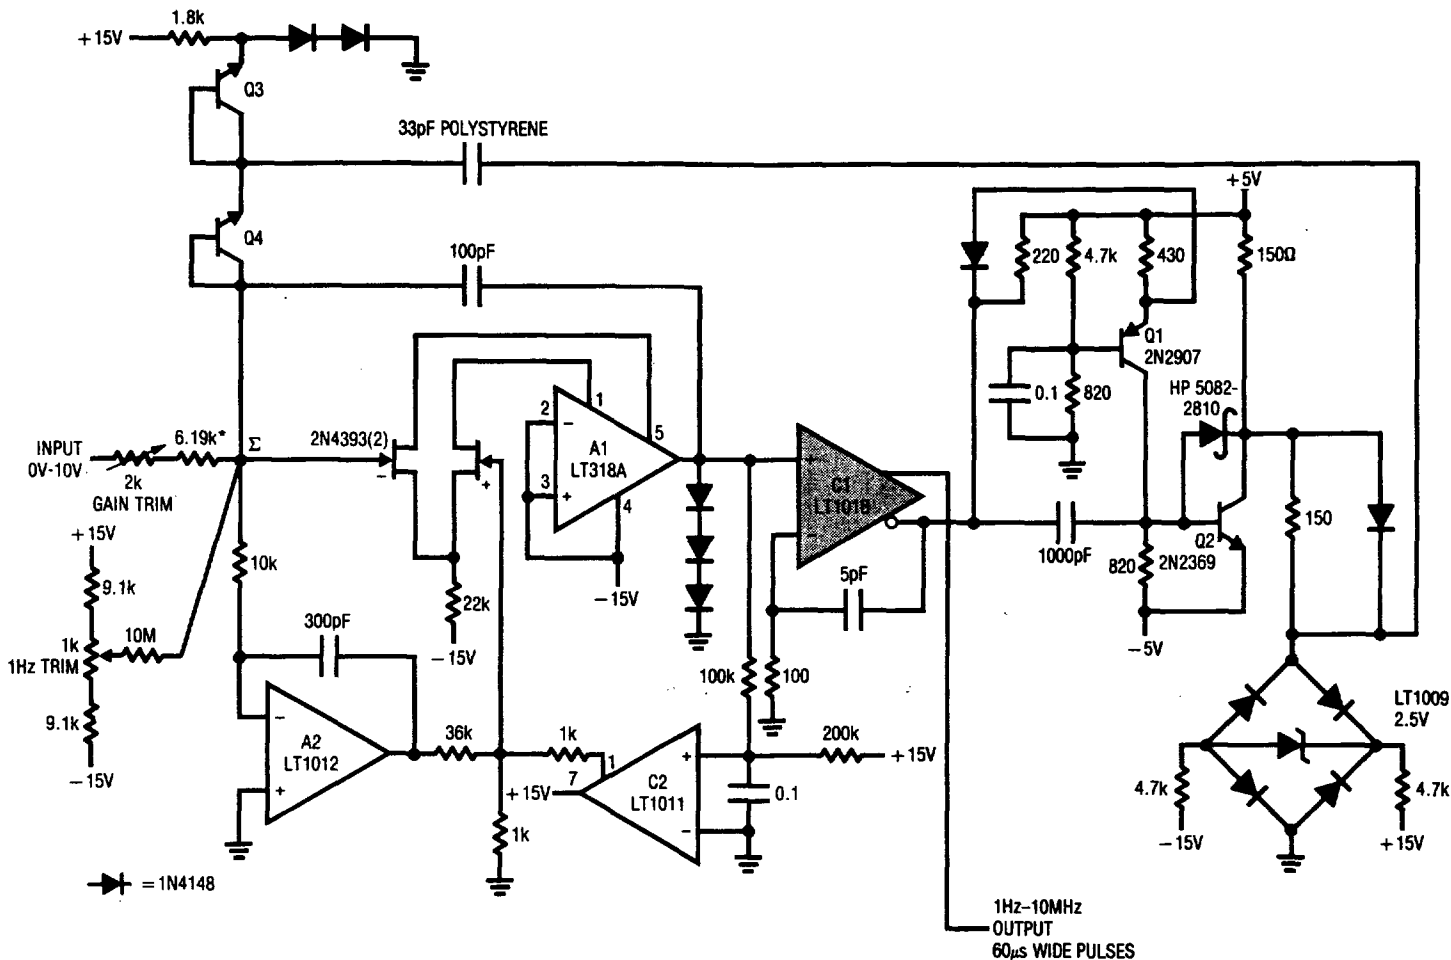 1.8k
+15V
Q3
33pF POLYSTYRENE
+5V
Q4
100pF
220
4.7k
430
150Ω
Q1
2N2907
HP 5082-
2810
0.1
820
1
5
2
A1
LT318A
3
4
−
+
−15V
INPUT
0V-10V
6.19k*
Σ
2k
GAIN TRIM
2N4393(2)
−
+
+
−
C1
1000pF
820
Q2
2N2369
150
−5V
+15V
9.1k
1k
1Hz TRIM
10M
9.1k
−15V
10k
300pF
22k
−15V
5pF
100k
100
−
A2
LT1012
+
36k
1k
1
7
+15V
C2
LT1011
+
−
200k
+15V
0.1
1k
LT1009
2.5V
4.7k
−15V
4.7k
+15V
= 1N4148
1Hz–10MHz
OUTPUT
60µs WIDE PULSES